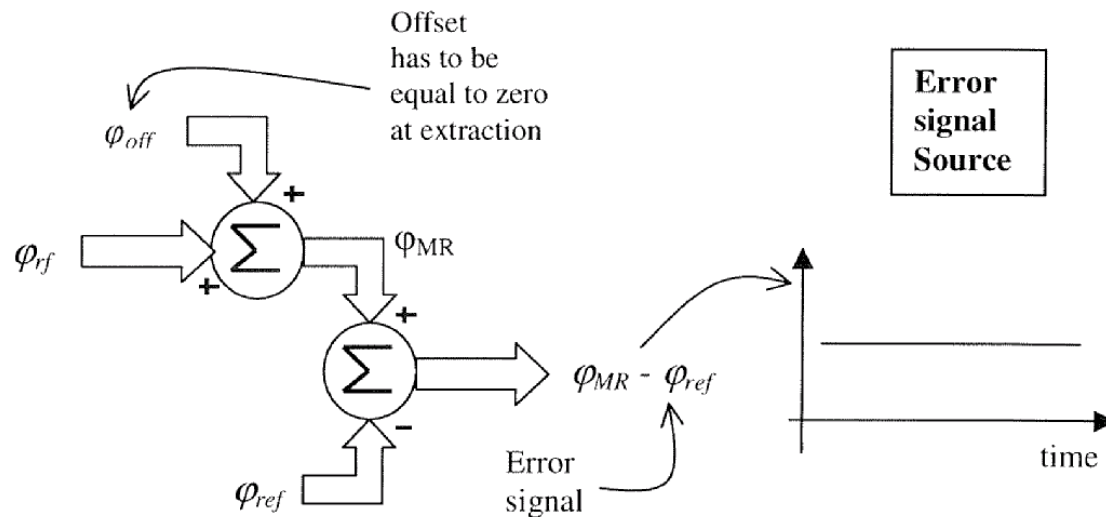 Offset
has to be
equal to zero
at extraction
Error
signal
Source
φoff
+
Σ
φrf
+
φMR
+
Σ
φMR - φref
-
φref
Error
signal
time